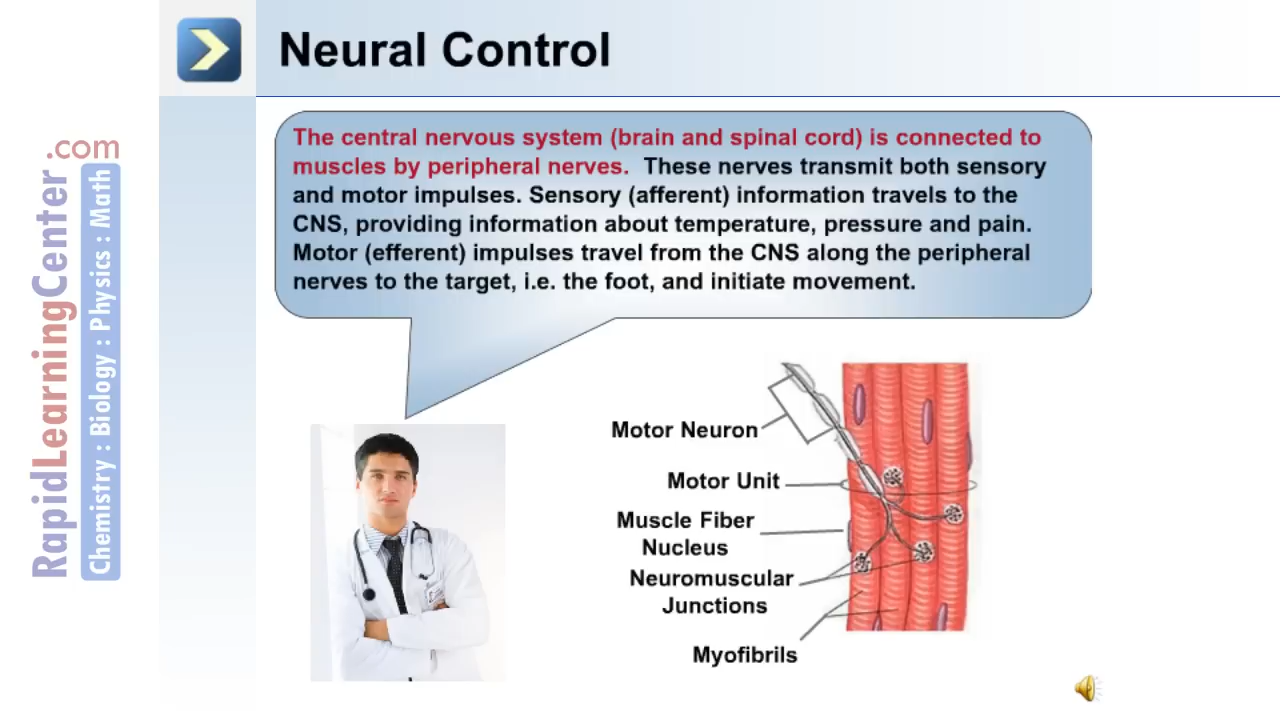 Neural Control
The central nervous system (brain and spinal cord) is connected to
muscles by peripheral nerves. These nerves transmit both sensory
and motor impulses. Sensory (afferent) information travels to the
CNS, providing information about temperature, pressure and pain.
Motor (efferent) impulses travel from the CNS along the peripheral
nerves to the target, i.e. the foot, and initiate movement.
Motor Neuron
Motor Unit
Muscle Fiber
Nucleus
Neuromuscular
Junctions
Myofibrils
RapidLearningCenter.com
Chemistry : Biology : Physics : Math